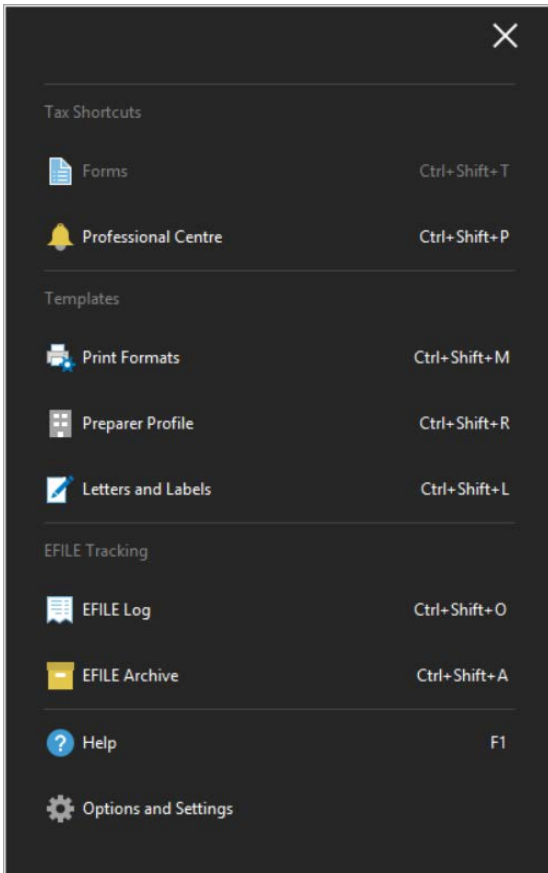 Tax Shortcuts
Forms Ctrl+Shift+T
Professional Centre Ctrl+Shift+P
Templates
Print Formats Ctrl+Shift+M
Preparer Profile Ctrl+Shift+R
Letters and Labels Ctrl+Shift+L
EFILE Tracking
EFILE Log Ctrl+Shift+O
EFILE Archive Ctrl+Shift+A
Help F1
Options and Settings